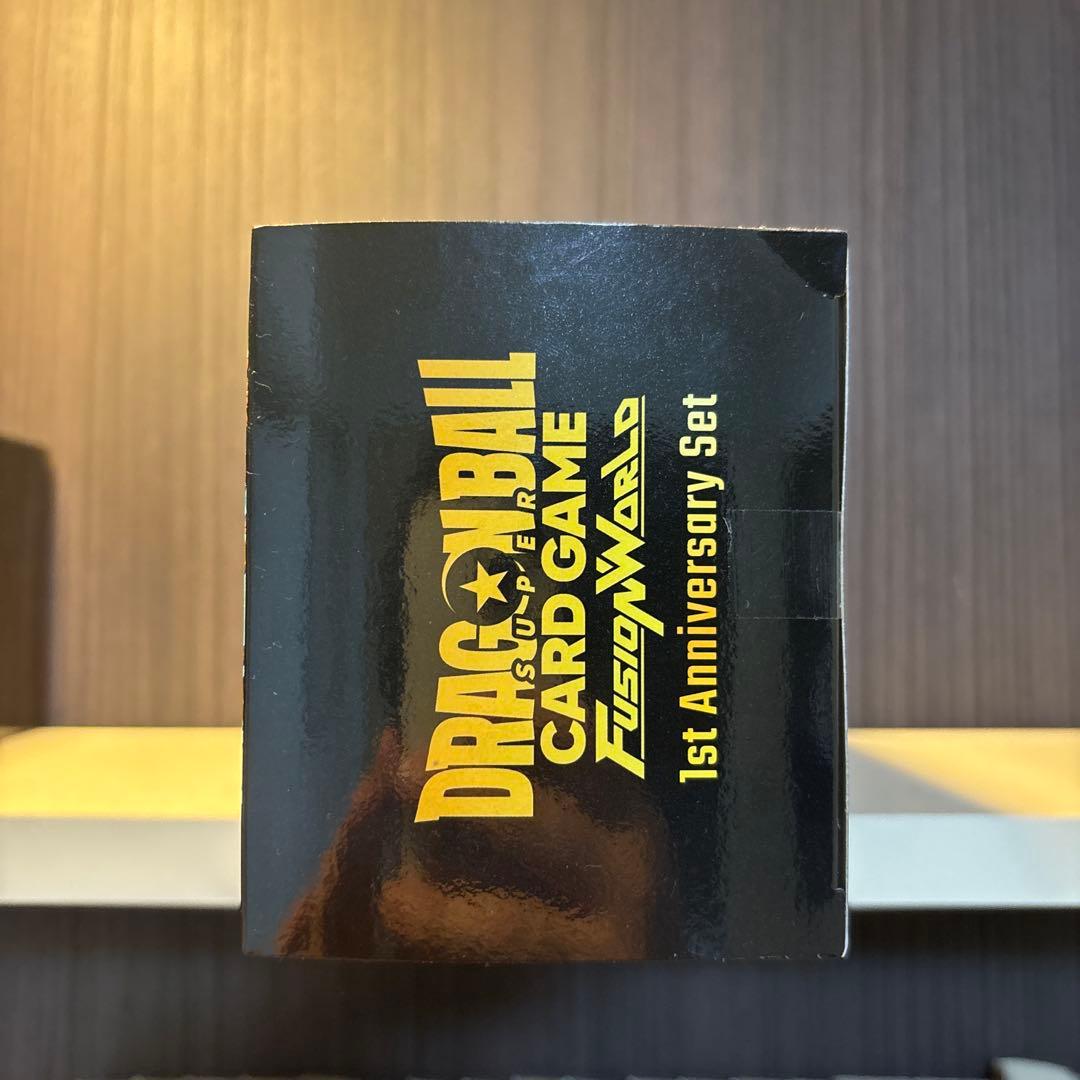 DRAGON BALL
SUPER
CARD GAME
FUSION WORLD
1st Anniversary Set